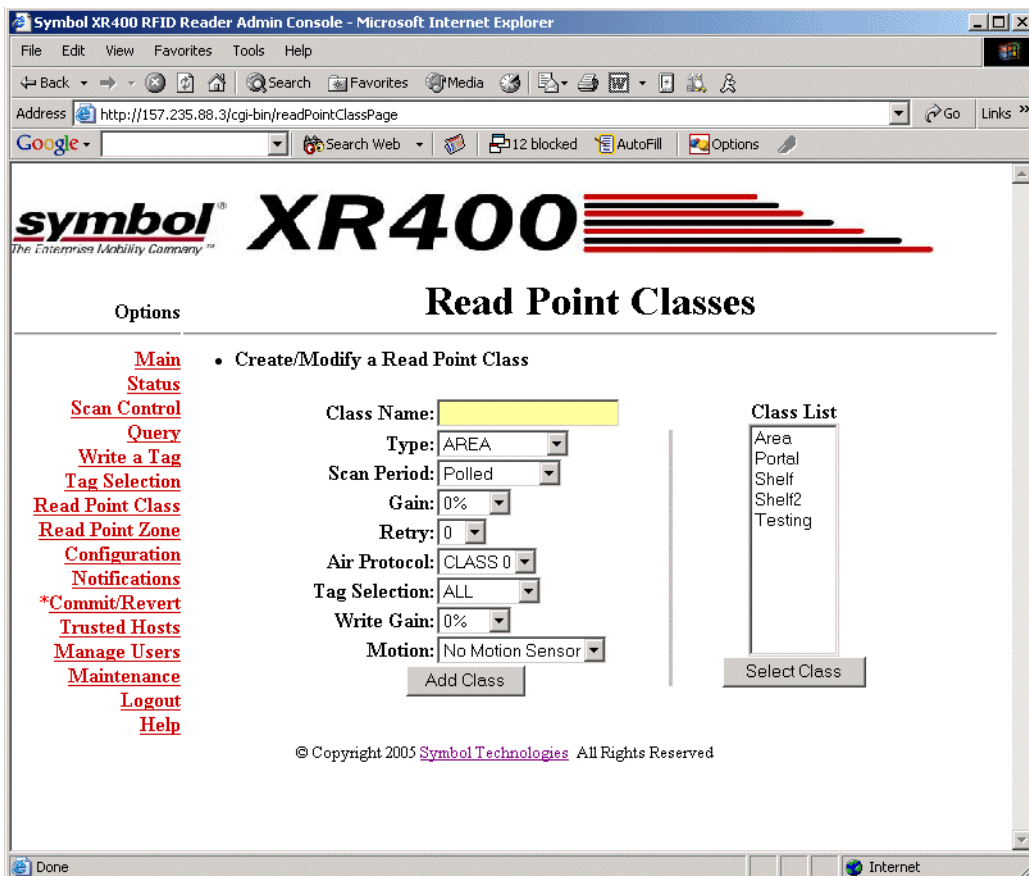 Symbol XR400 RFID Reader Admin Console - Microsoft Internet Explorer
File Edit View Favorites Tools Help
Back Search Favorites Media
Address http://157.235.88.3/cgi-bin/readPointClassPage Go Links »
Google Search Web 12 blocked AutoFill Options
symbol® XR400
The Enterprise Mobility Company ™
Options
Read Point Classes
Main
Status
Scan Control
Query
Write a Tag
Tag Selection
Read Point Class
Read Point Zone
Configuration
Notifications
*Commit/Revert
Trusted Hosts
Manage Users
Maintenance
Logout
Help
• Create/Modify a Read Point Class
Class Name:
Type: AREA
Scan Period: Polled
Gain: 0%
Retry: 0
Air Protocol: CLASS 0
Tag Selection: ALL
Write Gain: 0%
Motion: No Motion Sensor
Add Class
Class List
Area
Portal
Shelf
Shelf2
Testing
Select Class
© Copyright 2005 Symbol Technologies All Rights Reserved
Done Internet